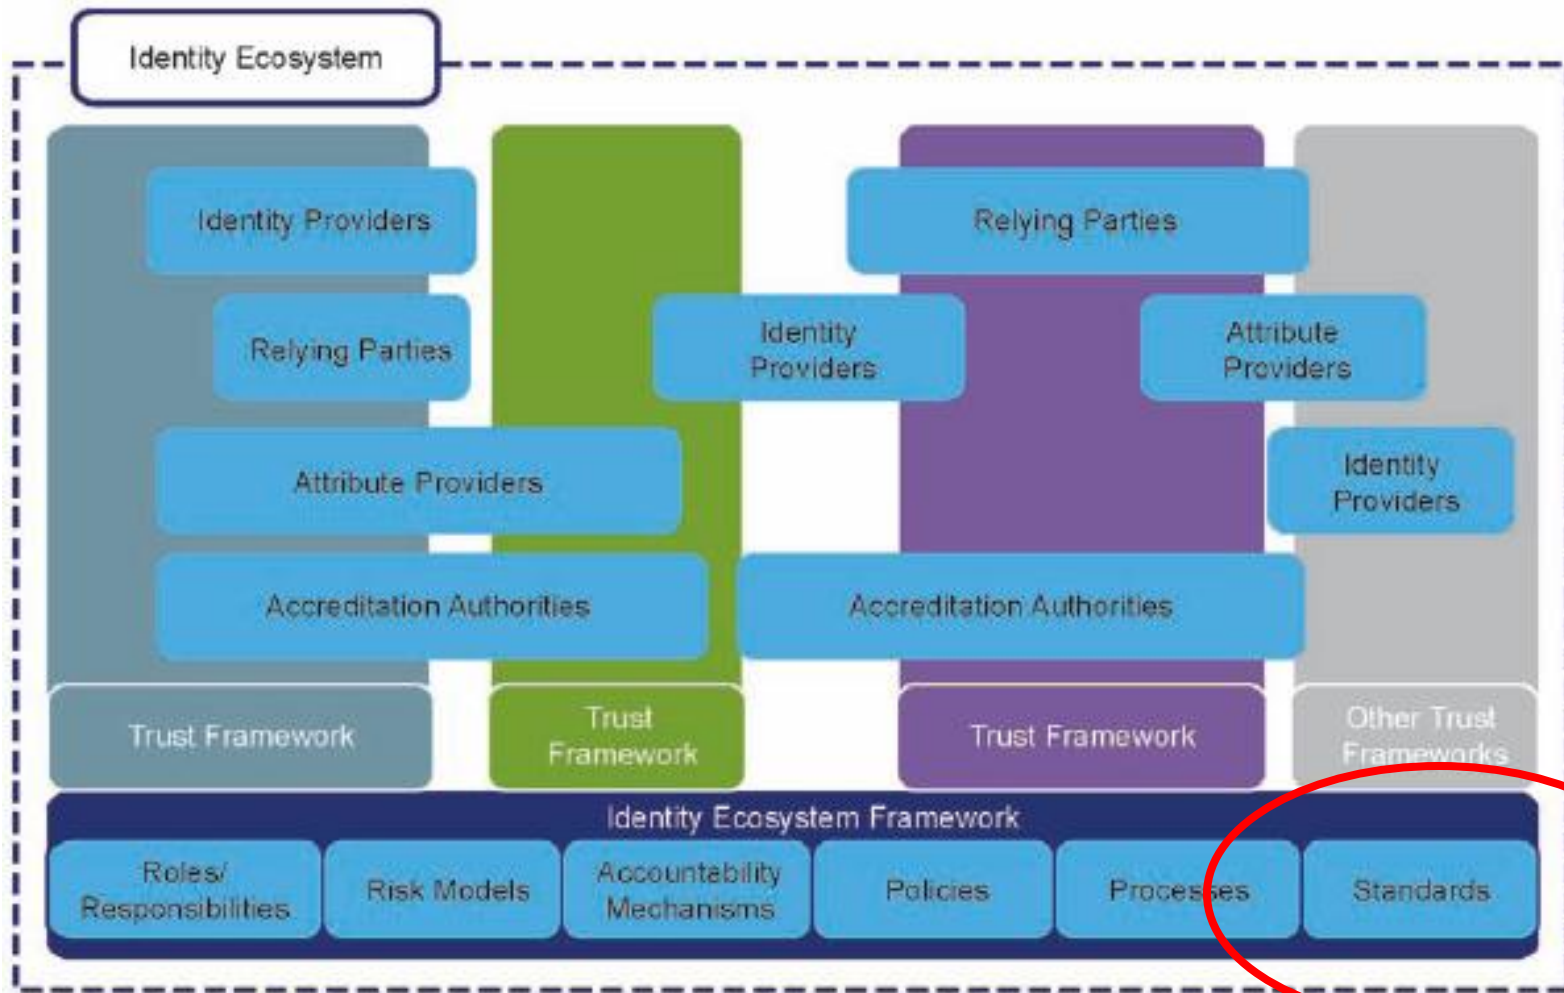 Identity Ecosystem
Identity Providers
Relying Parties
Relying Parties
Identity
Providers
Attribute
Providers
Attribute Providers
Identity
Providers
Accreditation Authorities
Accreditation Authorities
Trust Framework
Trust
Framework
Trust Framework
Other Trust
Frameworks
Identity Ecosystem Framework
Roles/
Responsibilities
Risk Models
Accountability
Mechanisms
Policies
Processes
Standards